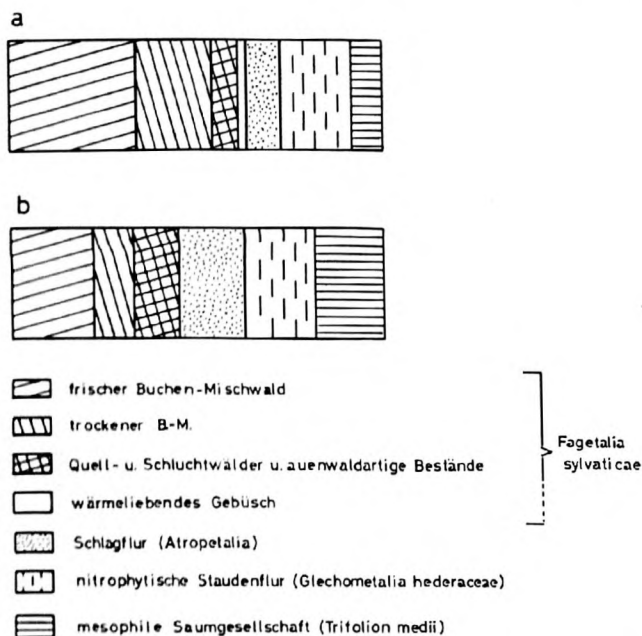 a
b
frischer Buchen-Mischwald
trockener B.-M.
Quell- u. Schluchtwälder u. auenwaldartige Bestände
wärmeliebendes Gebüsch
Fagetalia
sylvaticae
Schlagflur (Atropetalia)
nitrophytische Staudenflur (Glechometalia hederaceae)
mesophile Saumgesellschaft (Trifolion medii)